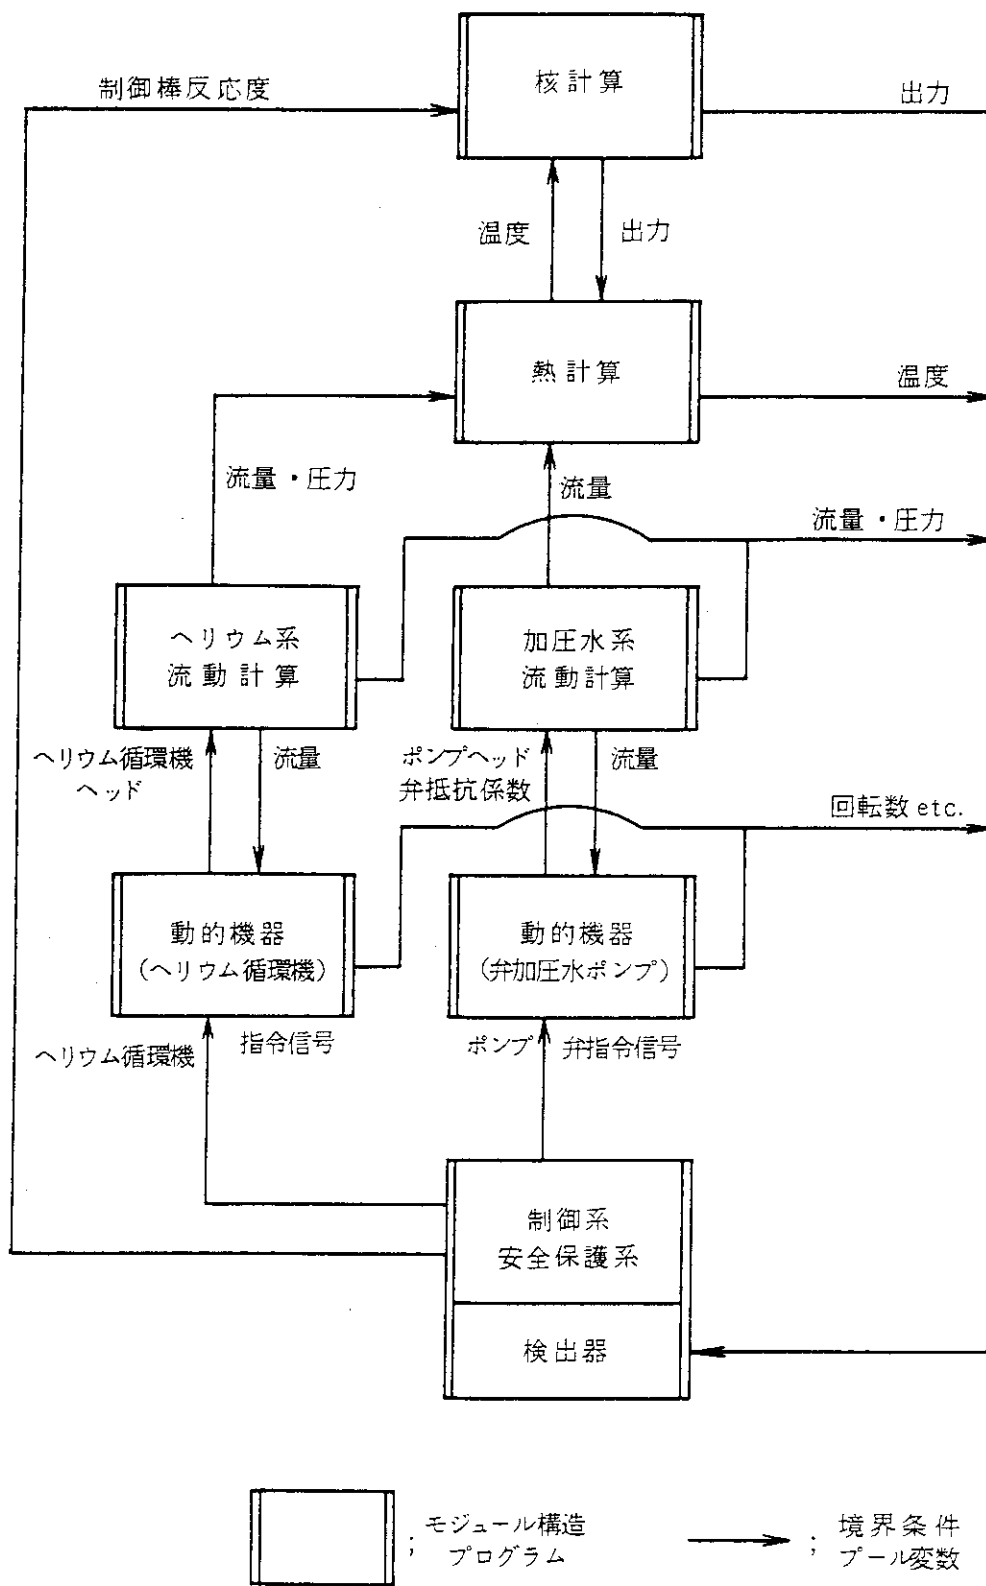 核計算
制御棒反応度
出力
温度
出力
熱計算
温度
流量・圧力
流量
流量・圧力
ヘリウム系
流動計算
加圧水系
流動計算
ヘリウム循環機
ヘッド
流量
ポンプヘッド
弁抵抗係数
流量
回転数 etc.
動的機器
(ヘリウム循環機)
動的機器
(弁加圧水ポンプ)
ヘリウム循環機
指令信号
ポンプ
弁指令信号
制御系
安全保護系
検出器
; モジュール構造
プログラム
; 境界条件
プール変数